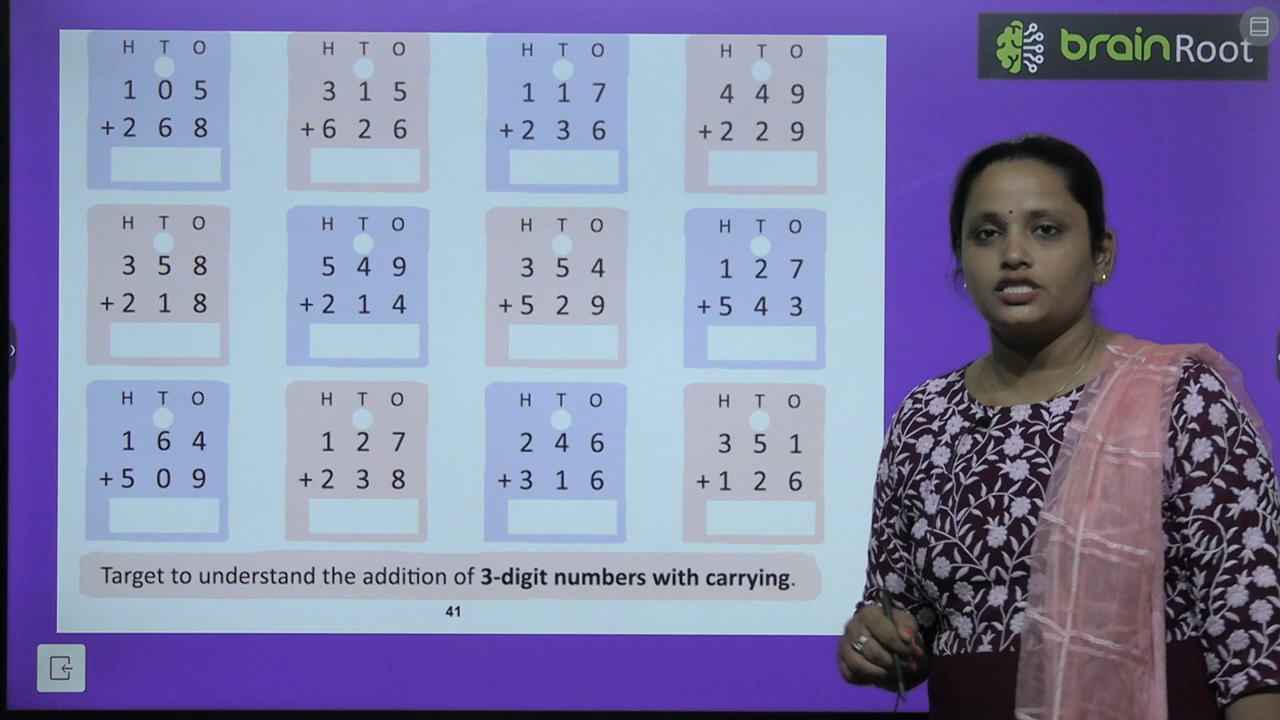 brainRoot
H T O H T O H T O H T O
1 0 5 3 1 5 1 1 7 4 4 9
+ 2 6 8 + 6 2 6 + 2 3 6 + 2 2 9
H T O H T O H T O H T O
3 5 8 5 4 9 3 5 4 1 2 7
+ 2 1 8 + 2 1 4 + 5 2 9 + 5 4 3
H T O H T O H T O H T O
1 6 4 1 2 7 2 4 6 3 5 1
+ 5 0 9 + 2 3 8 + 3 1 6 + 1 2 6
Target to understand the addition of 3-digit numbers with carrying.
41